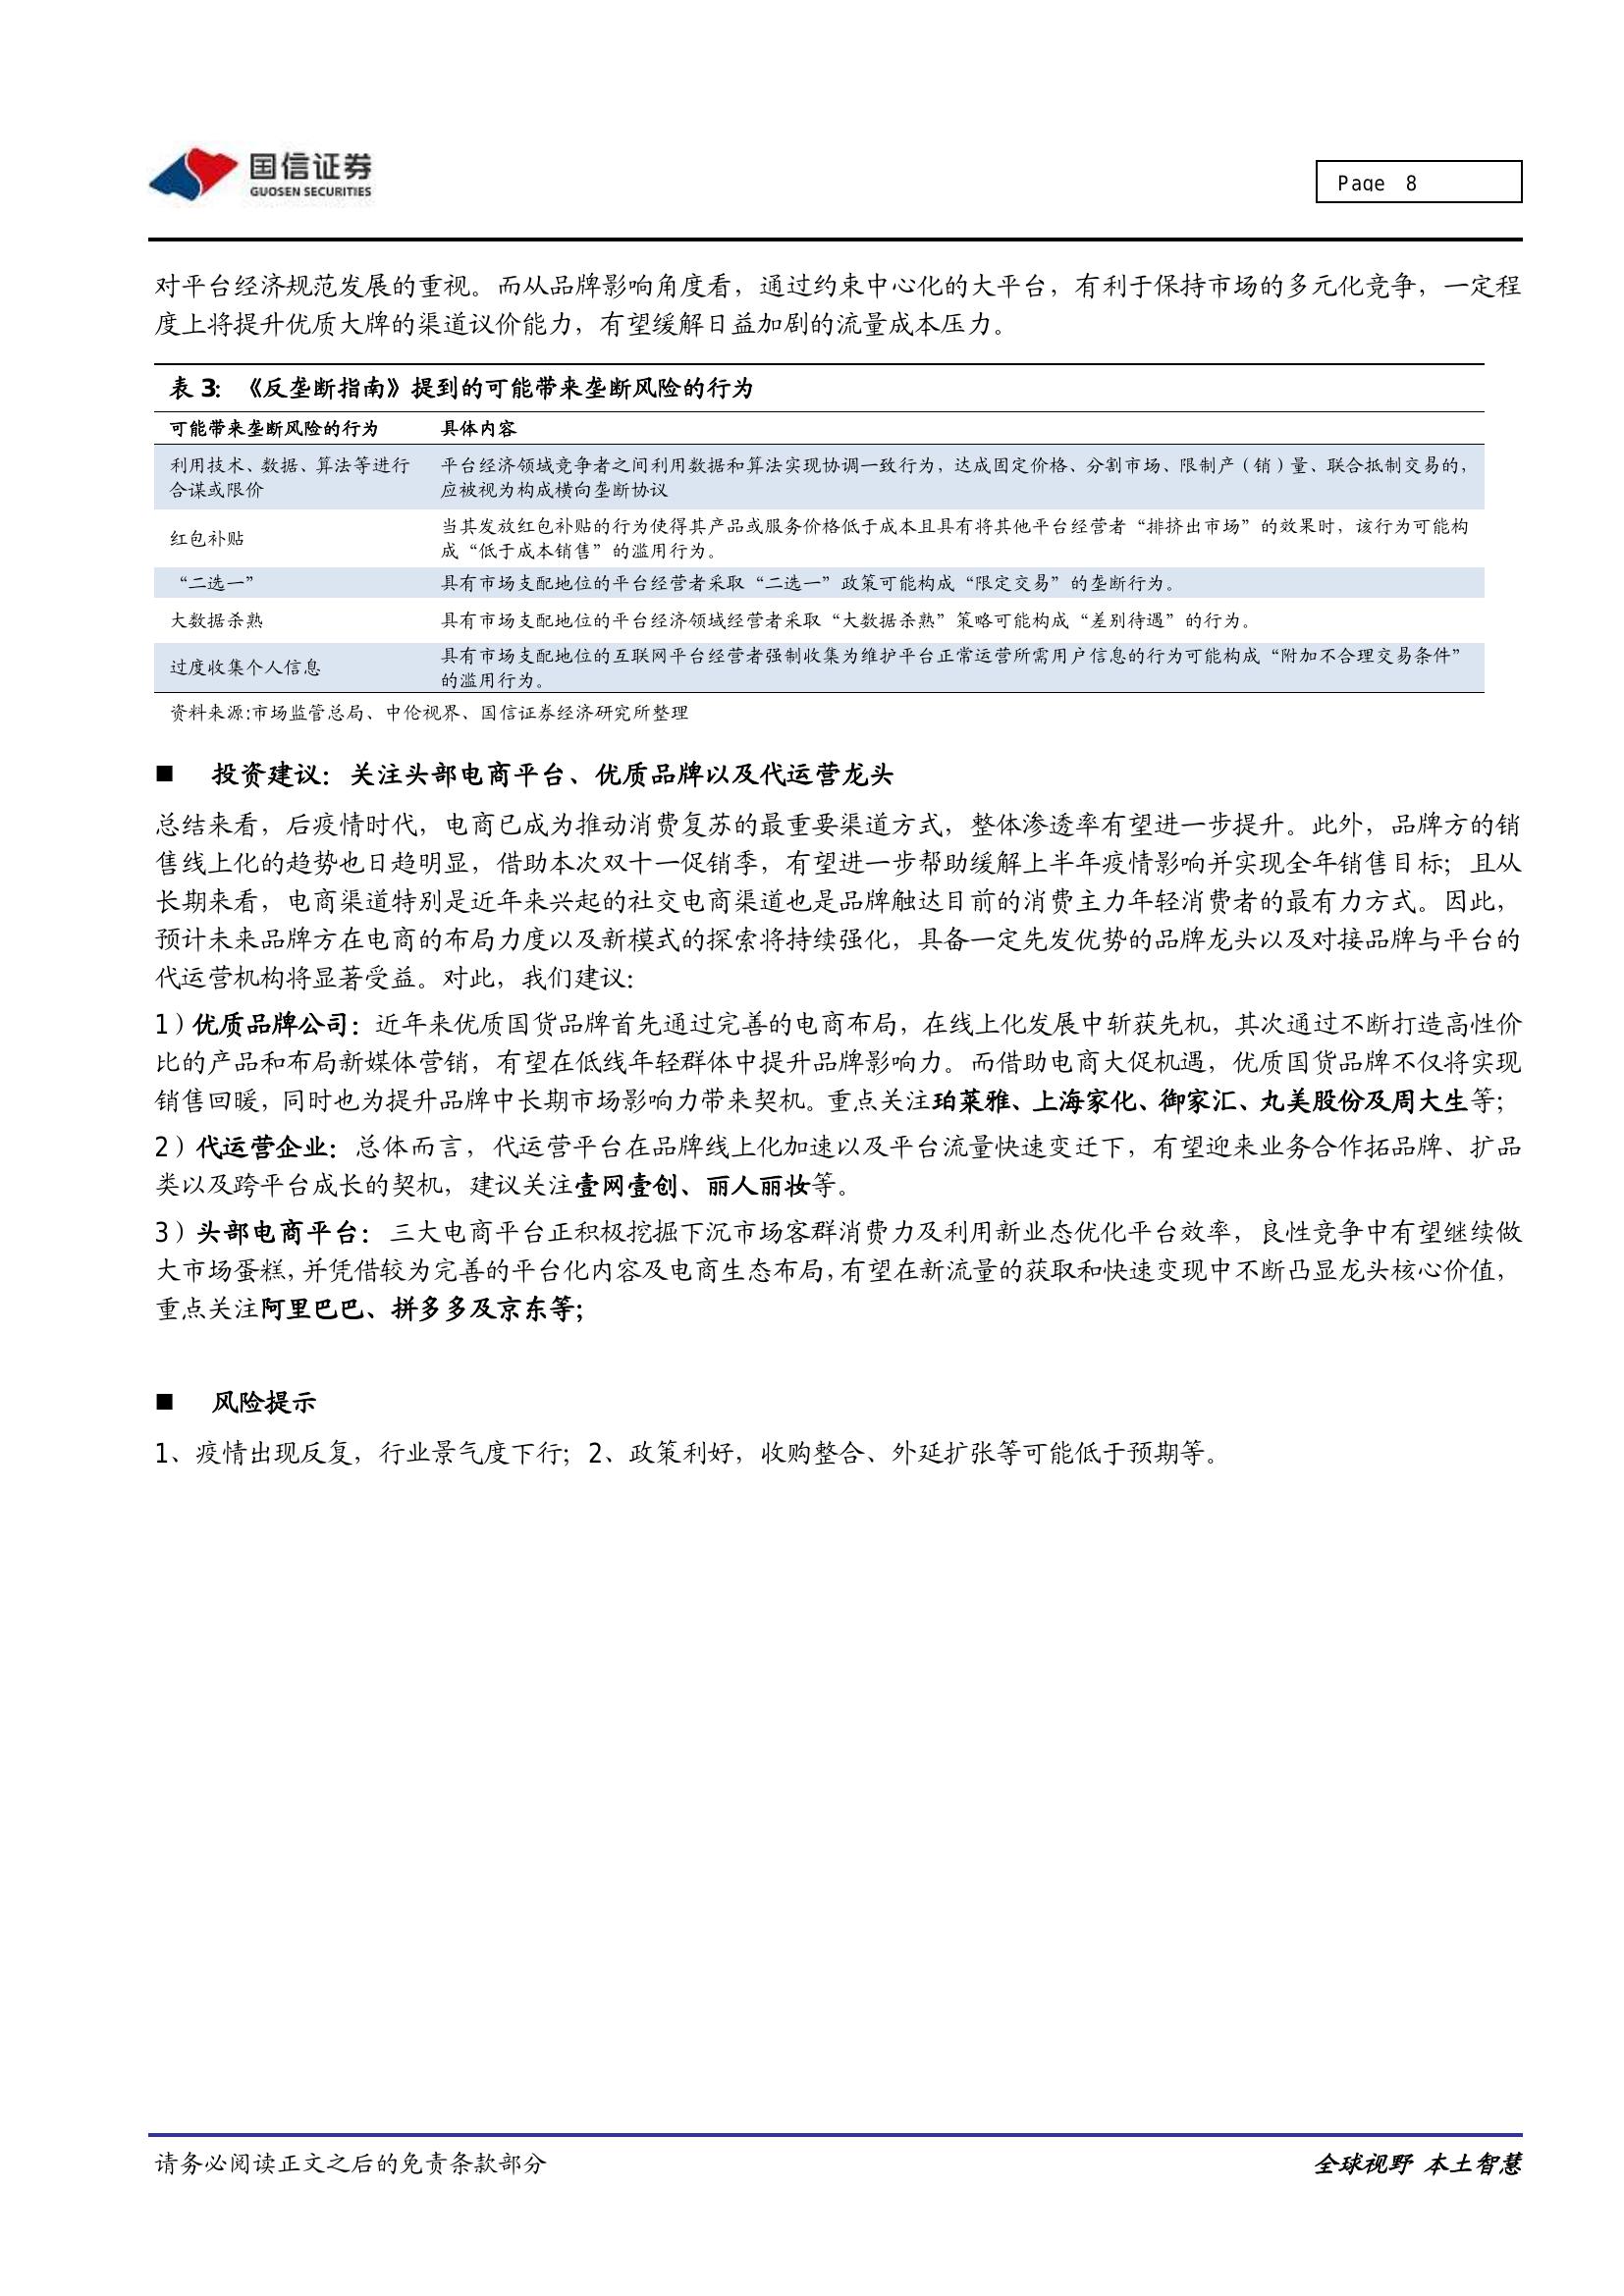 国信证券
GUOSEN SECURITIES
Page 8
对平台经济规范发展的重视。而从品牌影响角度看，通过约束中心化的大平台，有利于保持市场的多元化竞争，一定程
度上将提升优质大牌的渠道议价能力，有望缓解日益加剧的流量成本压力。
表 3：《反垄断指南》提到的可能带来垄断风险的行为
可能带来垄断风险的行为 具体内容
利用技术、数据、算法等进行 平台经济领域竞争者之间利用数据和算法实现协调一致行为，达成固定价格、分割市场、限制产（销）量、联合抵制交易的，
合谋或限价 应被视为构成横向垄断协议
红包补贴 当其发放红包补贴的行为使得其产品或服务价格低于成本且具有将其他平台经营者“排挤出市场”的效果时，该行为可能构
成“低于成本销售”的滥用行为。
“二选一” 具有市场支配地位的平台经营者采取“二选一”政策可能构成“限定交易”的垄断行为。
大数据杀熟 具有市场支配地位的平台经济领域经营者采取“大数据杀熟”策略可能构成“差别待遇”的行为。
过度收集个人信息 具有市场支配地位的互联网平台经营者强制收集为维护平台正常运营所需用户信息的行为可能构成“附加不合理交易条件”
的滥用行为。
资料来源:市场监管总局、中伦视界、国信证券经济研究所整理
■ 投资建议：关注头部电商平台、优质品牌以及代运营龙头
总结来看，后疫情时代，电商已成为推动消费复苏的最重要渠道方式，整体渗透率有望进一步提升。此外，品牌方的销
售线上化的趋势也日趋明显，借助本次双十一促销季，有望进一步帮助缓解上半年疫情影响并实现全年销售目标；且从
长期来看，电商渠道特别是近年来兴起的社交电商渠道也是品牌触达目前的消费主力年轻消费者的最有力方式。因此，
预计未来品牌方在电商的布局力度以及新模式的探索将持续强化，具备一定先发优势的品牌龙头以及对接品牌与平台的
代运营机构将显著受益。对此，我们建议：
1）优质品牌公司：近年来优质国货品牌首先通过完善的电商布局，在线上化发展中斩获先机，其次通过不断打造高性价
比的产品和布局新媒体营销，有望在低线年轻群体中提升品牌影响力。而借助电商大促机遇，优质国货品牌不仅将实现
销售回暖，同时也为提升品牌中长期市场影响力带来契机。重点关注珀莱雅、上海家化、御家汇、丸美股份及周大生等；
2）代运营企业：总体而言，代运营平台在品牌线上化加速以及平台流量快速变迁下，有望迎来业务合作拓品牌、扩品
类以及跨平台成长的契机，建议关注壹网壹创、丽人丽妆等。
3）头部电商平台：三大电商平台正积极挖掘下沉市场客群消费力及利用新业态优化平台效率，良性竞争中有望继续做
大市场蛋糕，并凭借较为完善的平台化内容及电商生态布局，有望在新流量的获取和快速变现中不断凸显龙头核心价值，
重点关注阿里巴巴、拼多多及京东等；
■ 风险提示
1、疫情出现反复，行业景气度下行；2、政策利好，收购整合、外延扩张等可能低于预期等。
请务必阅读正文之后的免责条款部分 全球视野 本土智慧